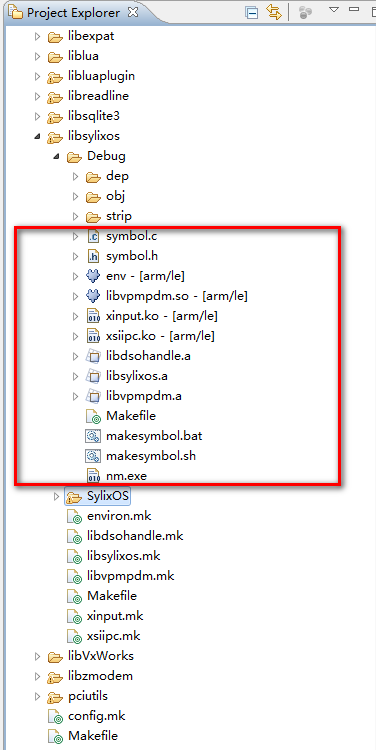 Project Explorer
libexpat
liblua
libluaplugin
libreadline
libsqlite3
libsylixos
Debug
dep
obj
strip
symbol.c
symbol.h
env - [arm/le]
libvpmpdm.so - [arm/le]
xinput.ko - [arm/le]
xsiipc.ko - [arm/le]
libdsohandle.a
libsylixos.a
libvpmpdm.a
Makefile
makesymbol.bat
makesymbol.sh
nm.exe
SylixOS
environ.mk
libdsohandle.mk
libsylixos.mk
libvpmpdm.mk
Makefile
xinput.mk
xsiipc.mk
libVxWorks
libzmodem
pciutils
config.mk
Makefile